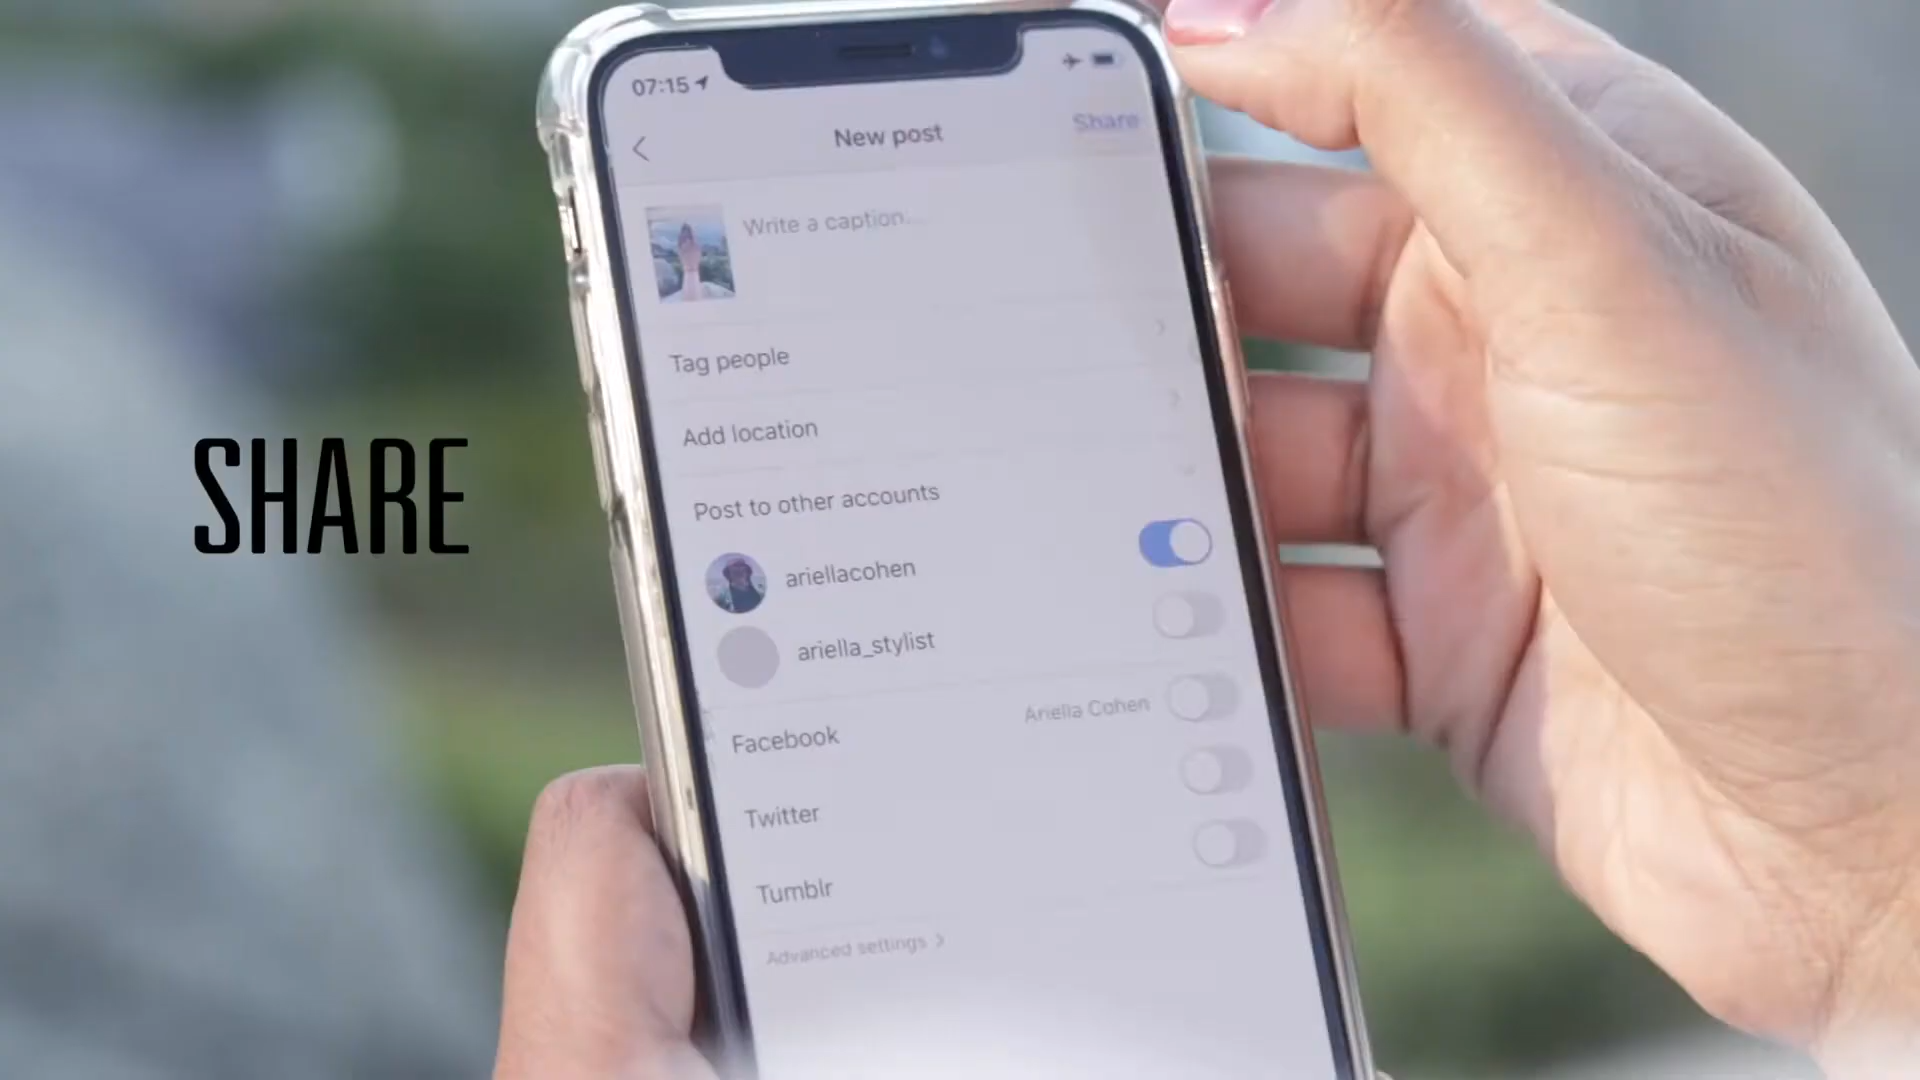 07:15
New post
Share
Write a caption...
Tag people
Add location
SHARE
Post to other accounts
ariellacohen
ariella_stylist
Facebook
Ariella Cohen
Twitter
Tumblr
Advanced settings